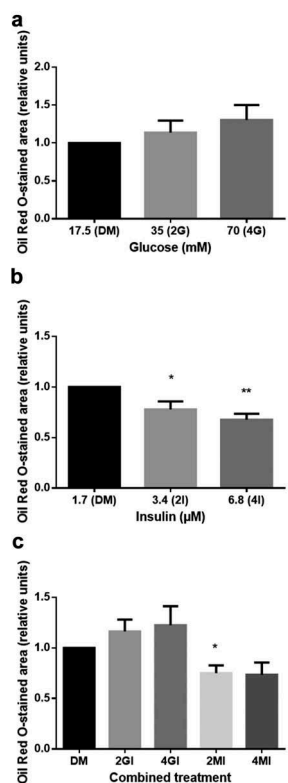 a
Oil Red O-stained area (relative units)
2.0
1.5
1.0
0.5
0.0
17.5 (DM) 35 (2G) 70 (4G)
Glucose (mM)
b
Oil Red O-stained area (relative units)
1.5
1.0
0.5
0.0
* **
1.7 (DM) 3.4 (2I) 6.8 (4I)
Insulin (µM)
c
Oil Red O-stained area (relative units)
1.5
1.0
0.5
0.0
*
DM 2GI 4GI 2MI 4MI
Combined treatment